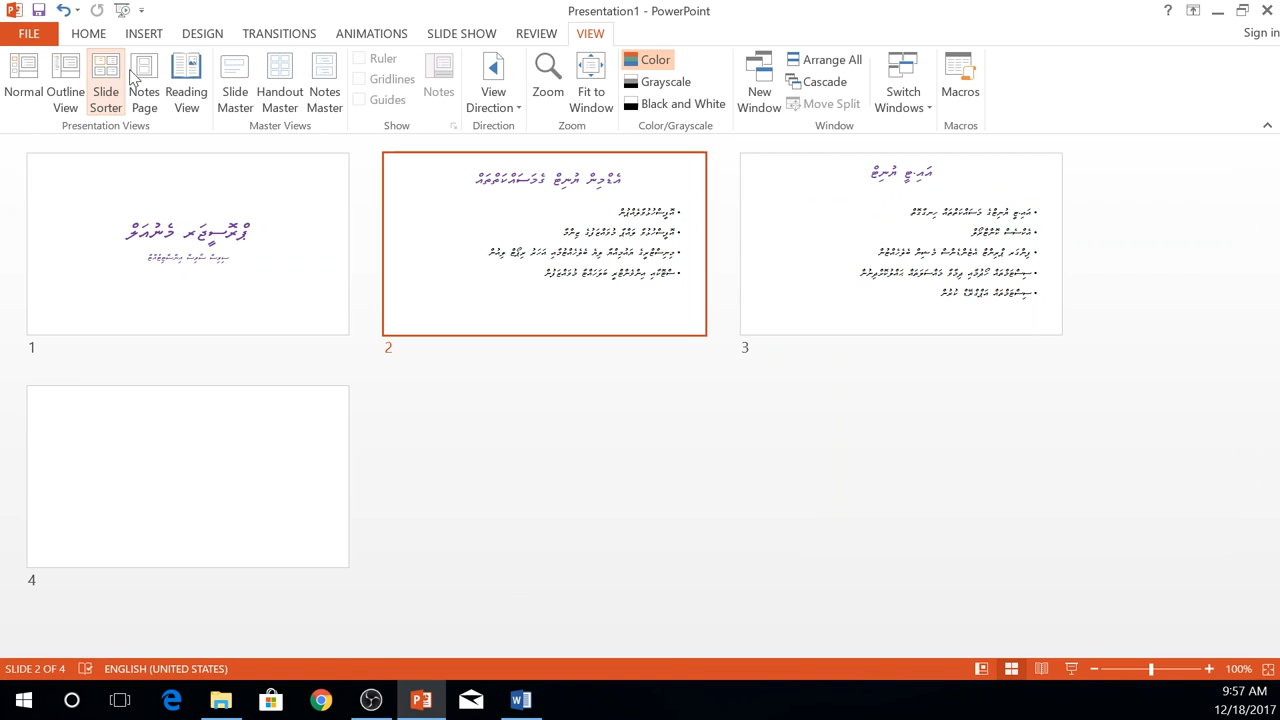 Presentation1 - PowerPoint
FILE HOME INSERT DESIGN TRANSITIONS ANIMATIONS SLIDE SHOW REVIEW VIEW Sign in
Normal Outline View Slide Sorter Notes Page Reading View
Presentation Views
Slide Master Handout Master Notes Master
Master Views
Ruler
Gridlines
Guides
Notes
Show
View Direction
Direction
Zoom Fit to Window
Zoom
Color
Grayscale
Black and White
Color/Grayscale
New Window
Arrange All
Cascade
Move Split
Switch Windows
Window
Macros
Macros
ޕްރޮސީޖަރ މެނުއަލް
ސިވިސް ސްވިސް އިންސްޓިޓިއުޓް
1
އެޑްމިން ޔުނިޓް ގެމަސައްކަތްތައް
2
އައި.ޓީ ޔުނިޓް
އައި.ޓީ ޔުނިޓްގެ މަސައްކަތްތައް ހިނގާގޮތް
އެކްސެސް ކޮންޓްރޯލް
ފިންގަރ ޕްރިންޓް އެޓެންޑެންސް މެޝިން ބެލެހެއްޓުން
ސިސްޓަމްތައް އަޕްގްރޭޑް ކުރުން
3
4
SLIDE 2 OF 4 ENGLISH (UNITED STATES) 100%
9:57 AM
12/18/2017